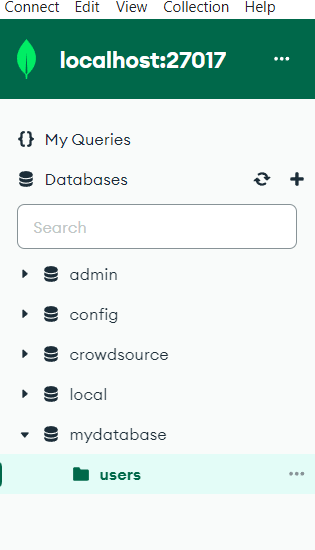 Connect Edit View Collection Help
localhost:27017
{} My Queries
Databases
Search
admin
config
crowdsource
local
mydatabase
users